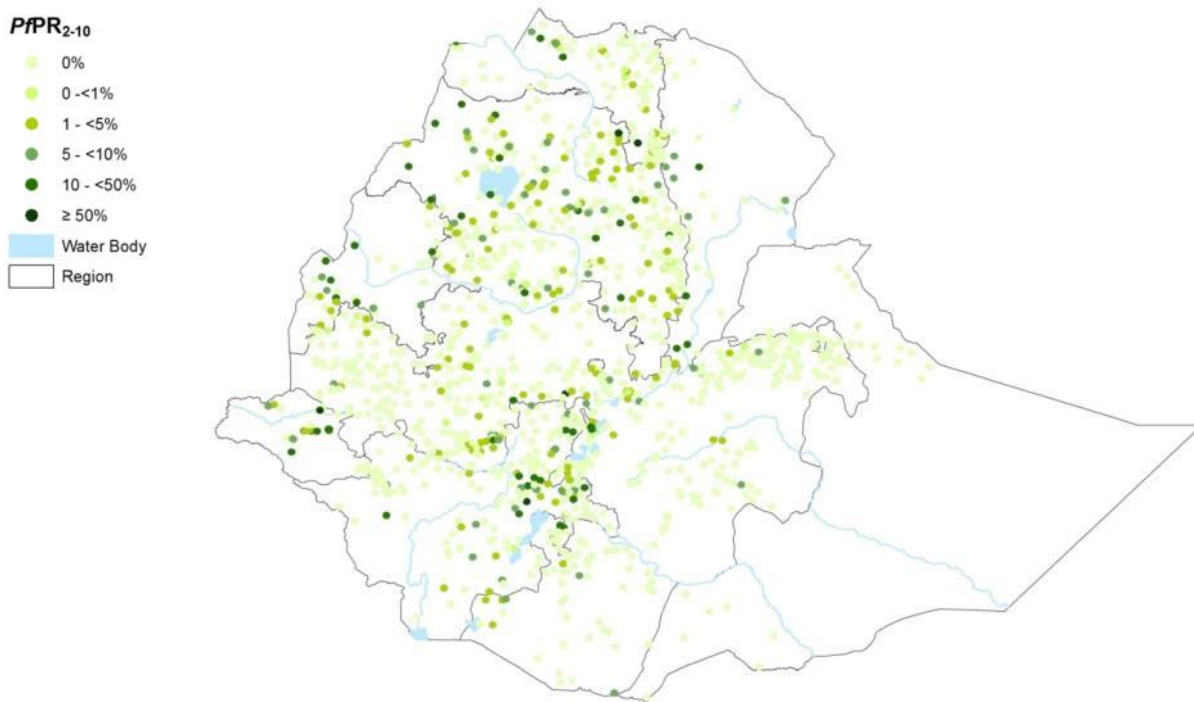 PfPR2-10
0%
0 -<1%
1 - <5%
5 - <10%
10 - <50%
≥ 50%
Water Body
Region